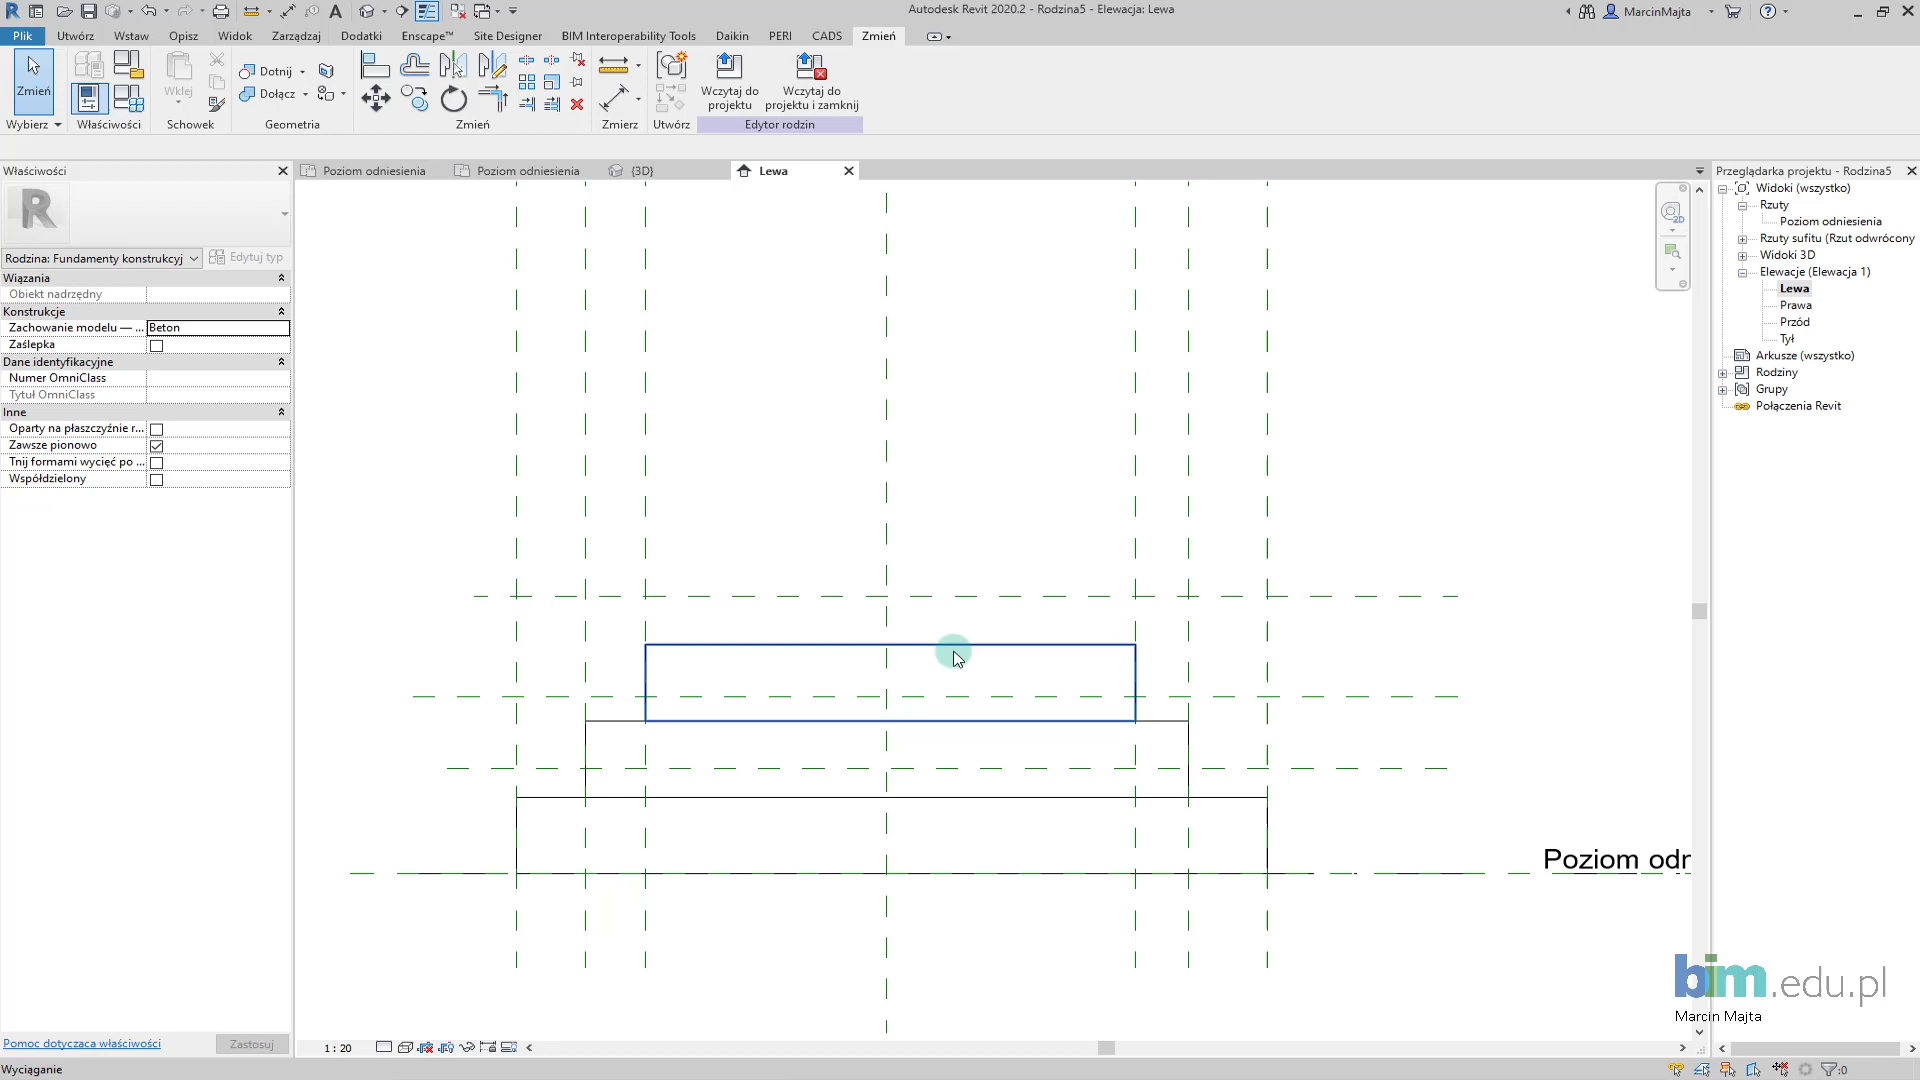 Autodesk Revit 2020.2 - Rodzina5 - Elewacja: Lewa
MarcinMajta
Plik Utwórz Wstaw Opisz Widok Zarządzaj Dodatki Enscape™ Site Designer BIM Interoperability Tools Daikin PERI CADS Zmień
Zmień
Wklej
Dotnij
Dołącz
Wczytaj do projektu
Wczytaj do projektu i zamknij
Wybierz Właściwości Schowek Geometria Zmień Zmierz Utwórz Edytor rodzin
Właściwości
Poziom odniesienia
Poziom odniesienia
{3D}
Lewa
Przeglądarka projektu - Rodzina5
R
Rodzina: Fundamenty konstrukcyj
Edytuj typ
Wiązania
Obiekt nadrzędny
Konstrukcje
Zachowanie modelu — ... Beton
Zaślepka
Dane identyfikacyjne
Numer OmniClass
Tytuł OmniClass
Inne
Oparty na płaszczyźnie r...
Zawsze pionowo
Tnij formami wycięć po ...
Współdzielony
Pomoc dotycząca właściwości
Zastosuj
Widoki (wszystko)
Rzuty
Poziom odniesienia
Rzuty sufitu (Rzut odwrócony
Widoki 3D
Elewacje (Elewacja 1)
Lewa
Prawa
Przód
Tył
Arkusze (wszystko)
Rodziny
Grupy
Połączenia Revit
2D
Poziom odn
bim.edu.pl
Marcin Majta
1 : 20
Wyciąganie
:0